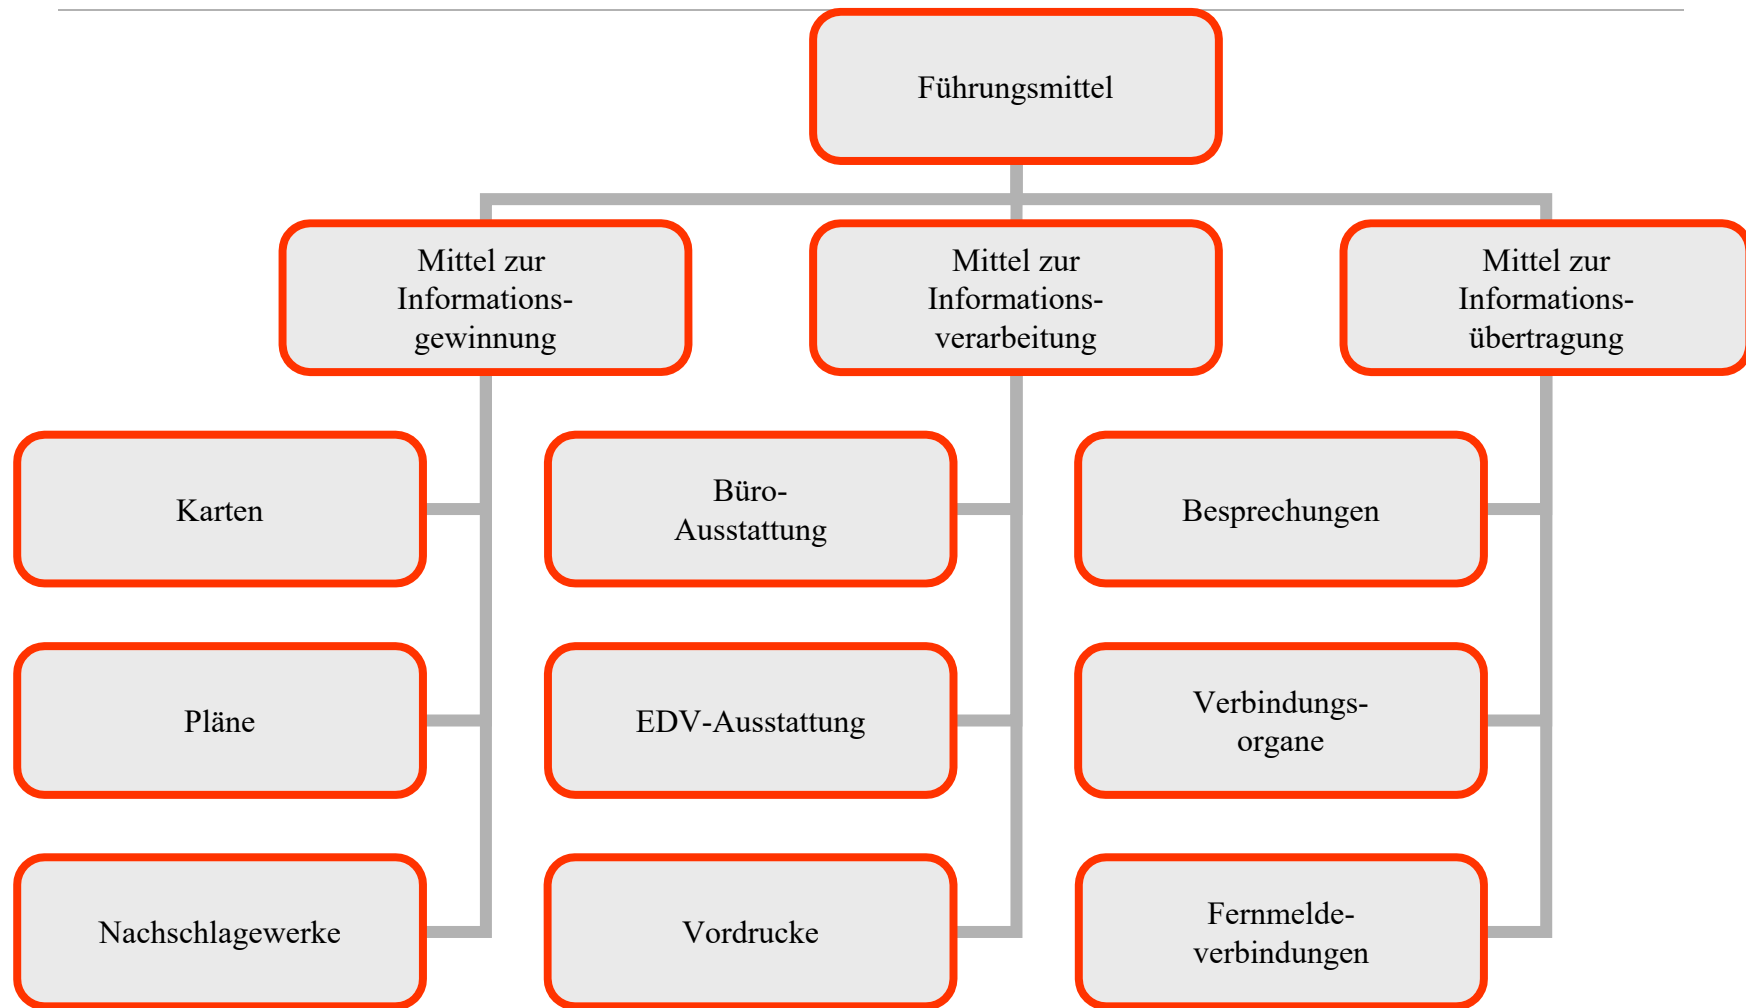 Führungsmittel
Mittel zur
Informations-
gewinnung
Mittel zur
Informations-
verarbeitung
Mittel zur
Informations-
übertragung
Karten
Büro-
Ausstattung
Besprechungen
Pläne
EDV-Ausstattung
Verbindungs-
organe
Nachschlagewerke
Vordrucke
Fernmelde-
verbindungen